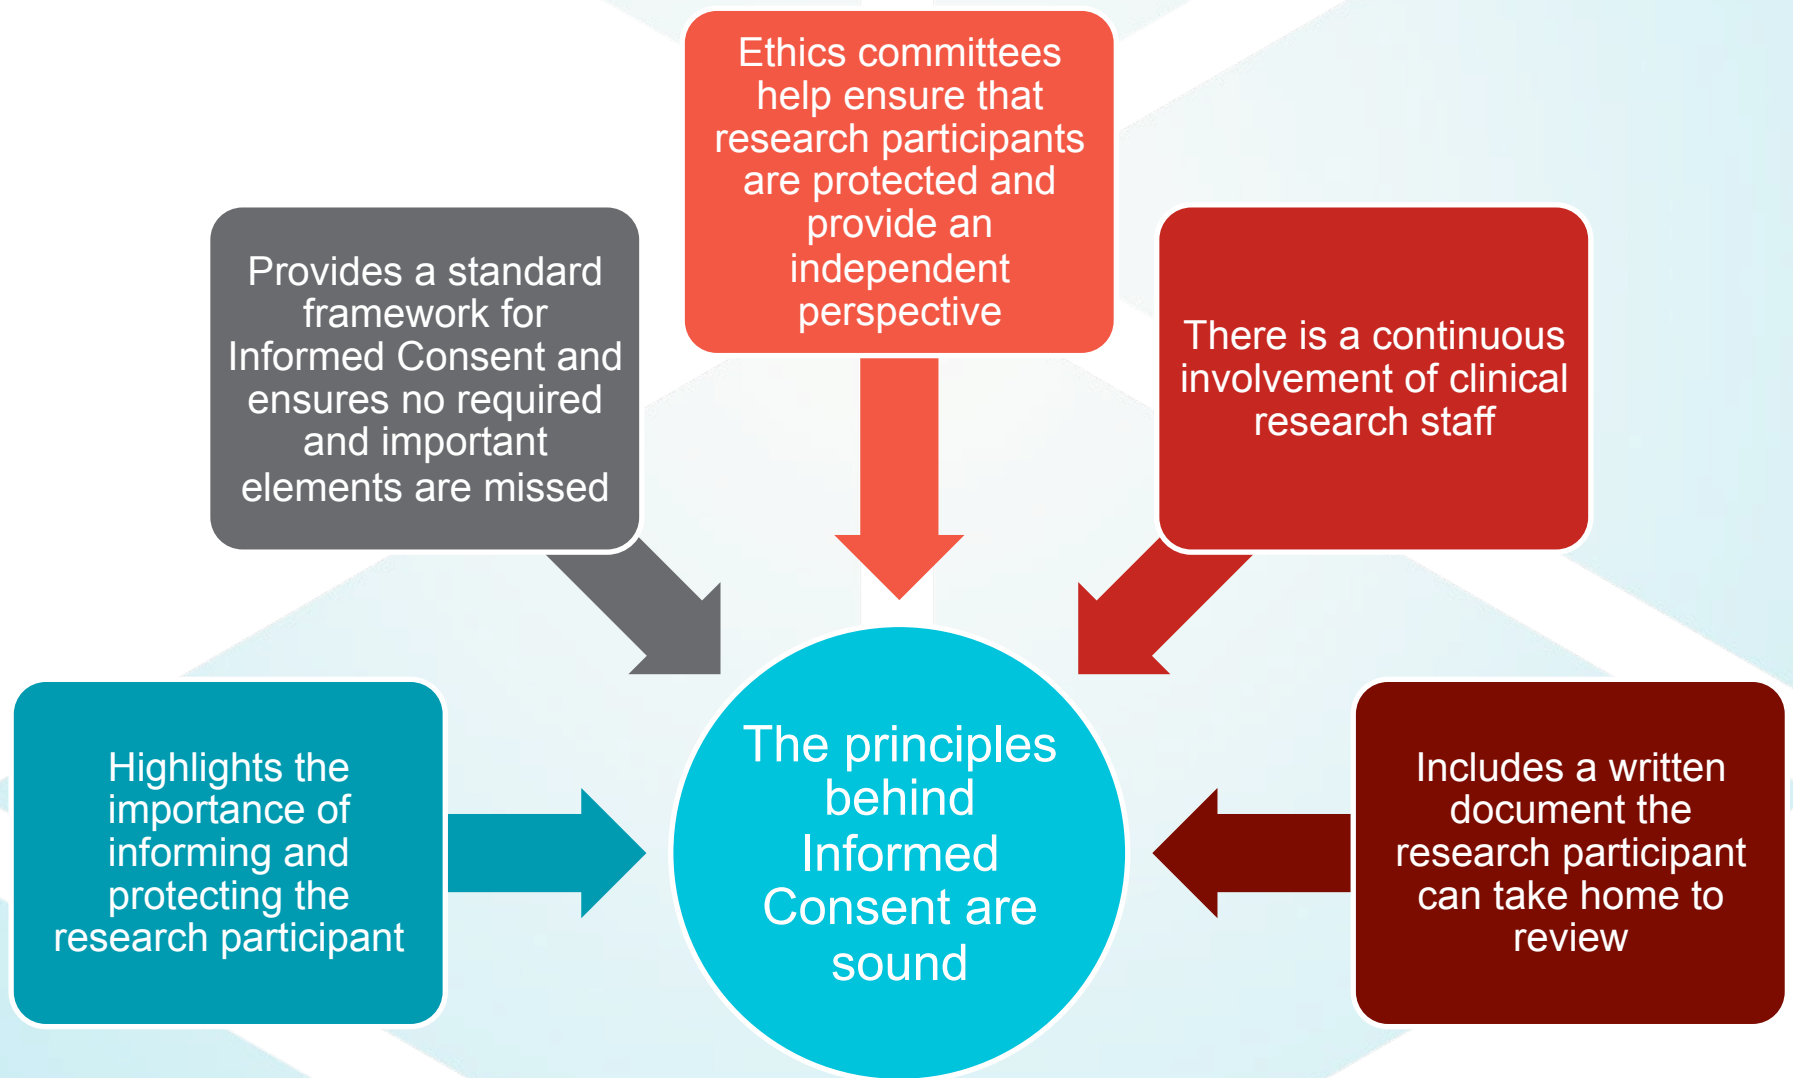 Ethics committees
help ensure that
research participants
are protected and
provide an
independent
perspective
Provides a standard
framework for
Informed Consent and
ensures no required
and important
elements are missed
There is a continuous
involvement of clinical
research staff
Highlights the
importance of
informing and
protecting the
research participant
The principles
behind
Informed
Consent are
sound
Includes a written
document the
research participant
can take home to
review